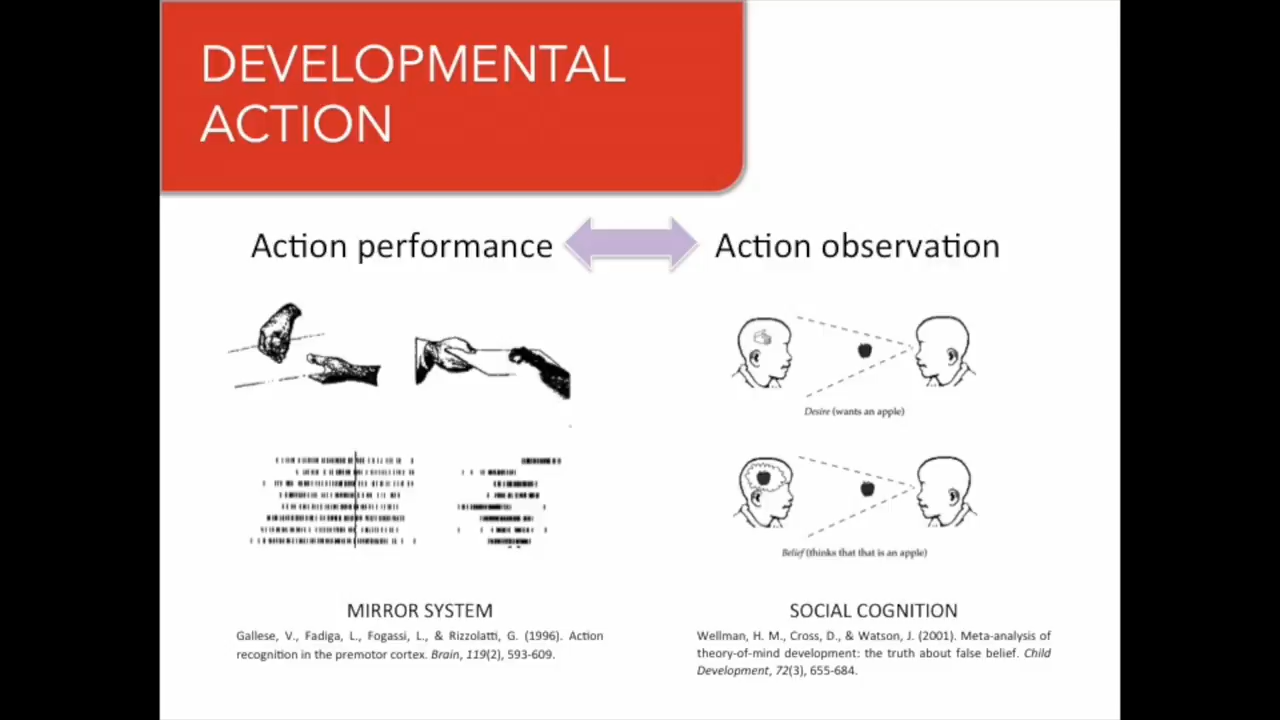 DEVELOPMENTAL
ACTION
Action performance
Action observation
Desire (wants an apple)
Belief (thinks that that is an apple)
MIRROR SYSTEM
Gallese, V., Fadiga, L., Fogassi, L., & Rizzolatti, G. (1996). Action
recognition in the premotor cortex. Brain, 119(2), 593-609.
SOCIAL COGNITION
Wellman, H. M., Cross, D., & Watson, J. (2001). Meta-analysis of
theory-of-mind development: the truth about false belief. Child
Development, 72(3), 655-684.